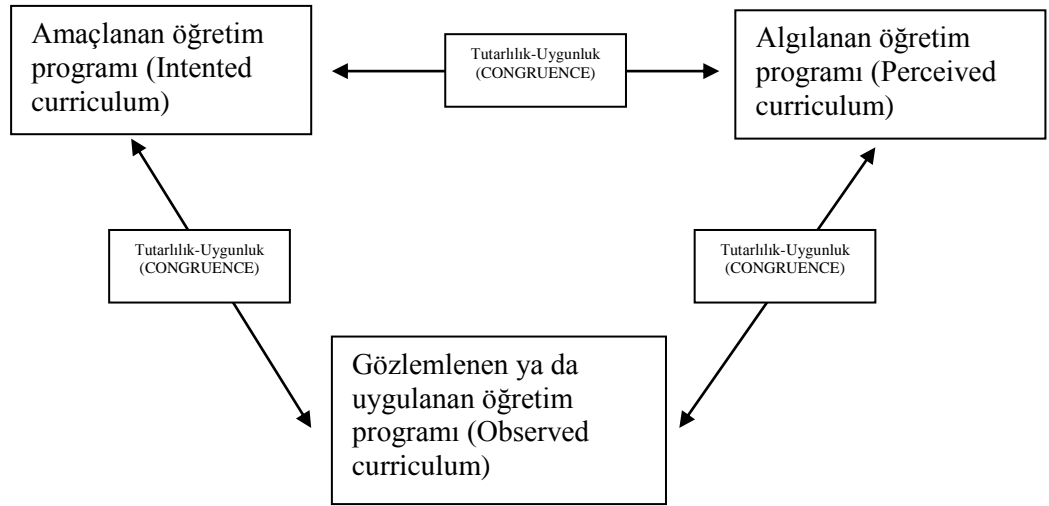 Amaçlanan öğretim
programı (Intented
curriculum)
Tutarlılık-Uygunluk
(CONGRUENCE)
Algılanan öğretim
programı (Perceived
curriculum)
Tutarlılık-Uygunluk
(CONGRUENCE)
Tutarlılık-Uygunluk
(CONGRUENCE)
Gözlemlenen ya da
uygulanan öğretim
programı (Observed
curriculum)